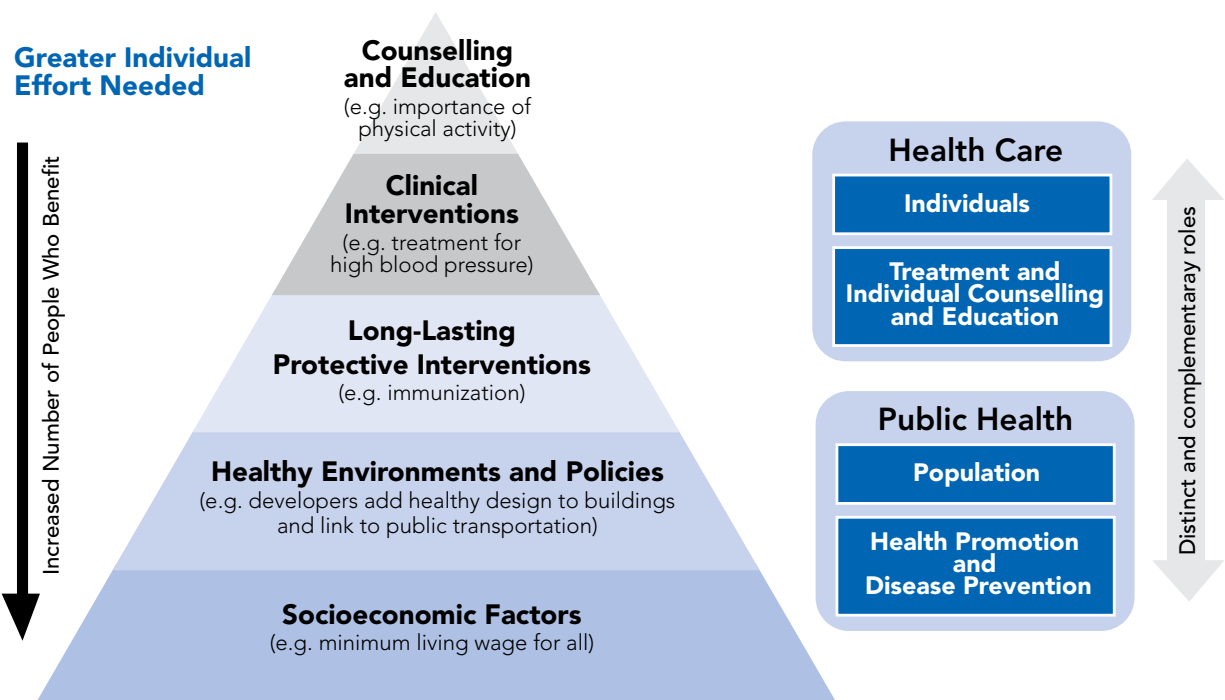 Greater Individual
Effort Needed
Increased Number of People Who Benefit
Counselling
and Education
(e.g. importance of
physical activity)
Clinical
Interventions
(e.g. treatment for
high blood pressure)
Long-Lasting
Protective Interventions
(e.g. immunization)
Healthy Environments and Policies
(e.g. developers add healthy design to buildings
and link to public transportation)
Socioeconomic Factors
(e.g. minimum living wage for all)
Health Care
Individuals
Treatment and
Individual Counselling
and Education
Public Health
Population
Health Promotion
and
Disease Prevention
Distinct and complementaray roles